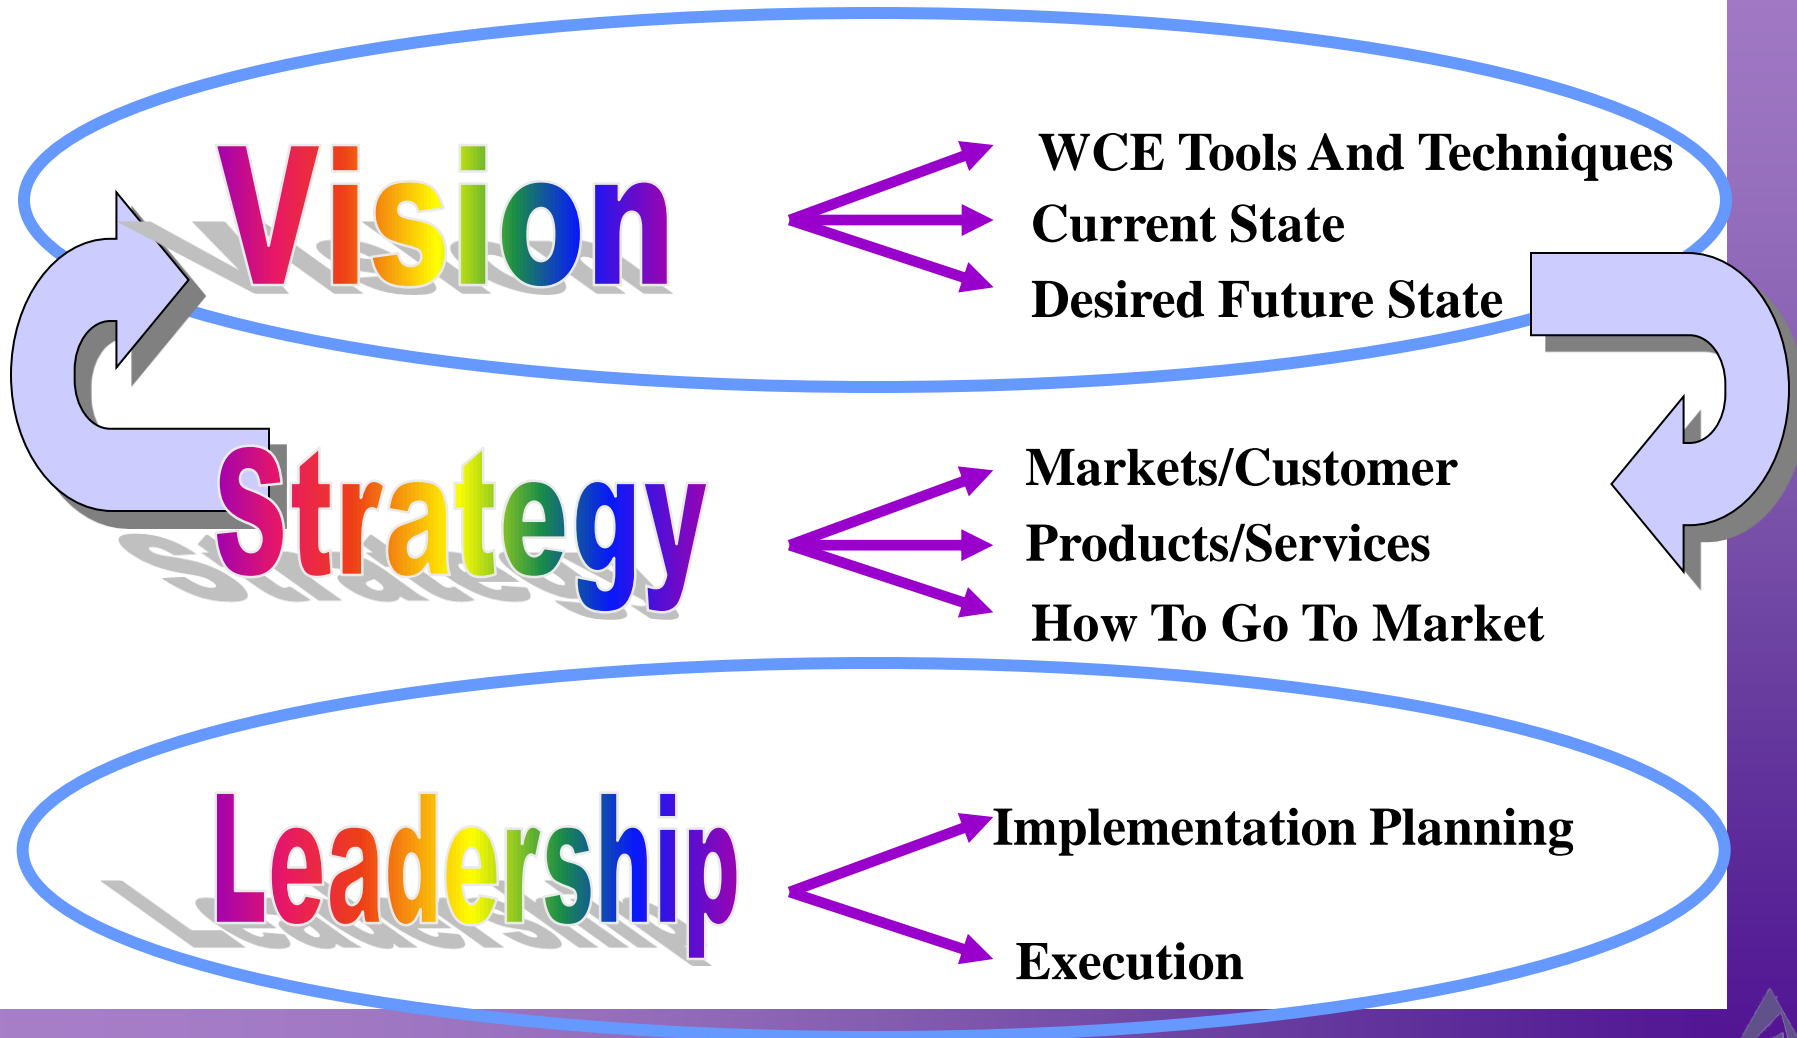 Vision
WCE Tools And Techniques
Current State
Desired Future State
Strategy
Markets/Customer
Products/Services
How To Go To Market
Leadership
Implementation Planning
Execution